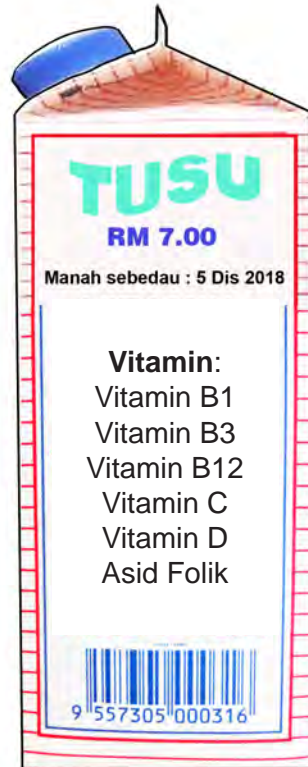 TUSU
RM 7.00
Manah sebedau : 5 Dis 2018
Vitamin:
Vitamin B1
Vitamin B3
Vitamin B12
Vitamin C
Vitamin D
Asid Folik
9 557305 000316